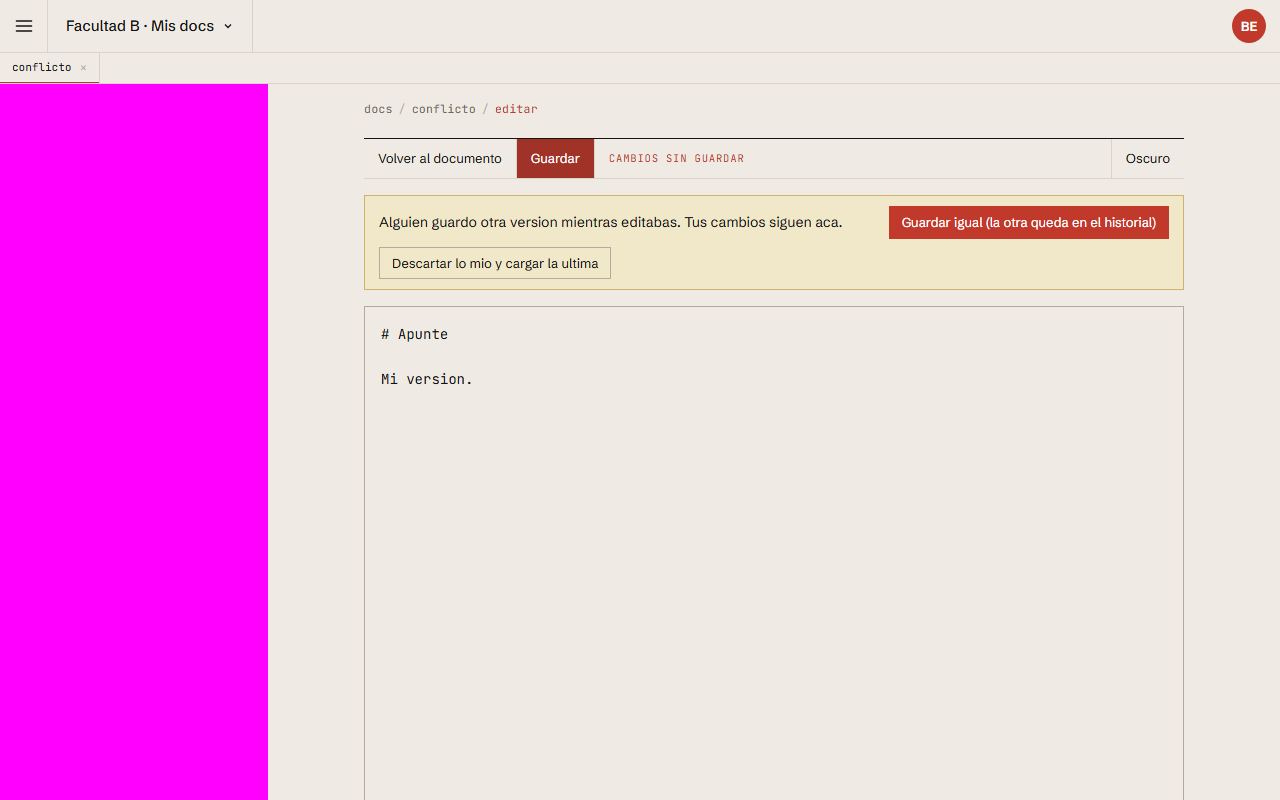 Facultad B · Mis docs
BE
conflicto ×
docs / conflicto / editar
Volver al documento
Guardar
CAMBIOS SIN GUARDAR
Oscuro
Alguien guardo otra version mientras editabas. Tus cambios siguen aca.
Guardar igual (la otra queda en el historial)
Descartar lo mio y cargar la ultima
# Apunte
Mi version.